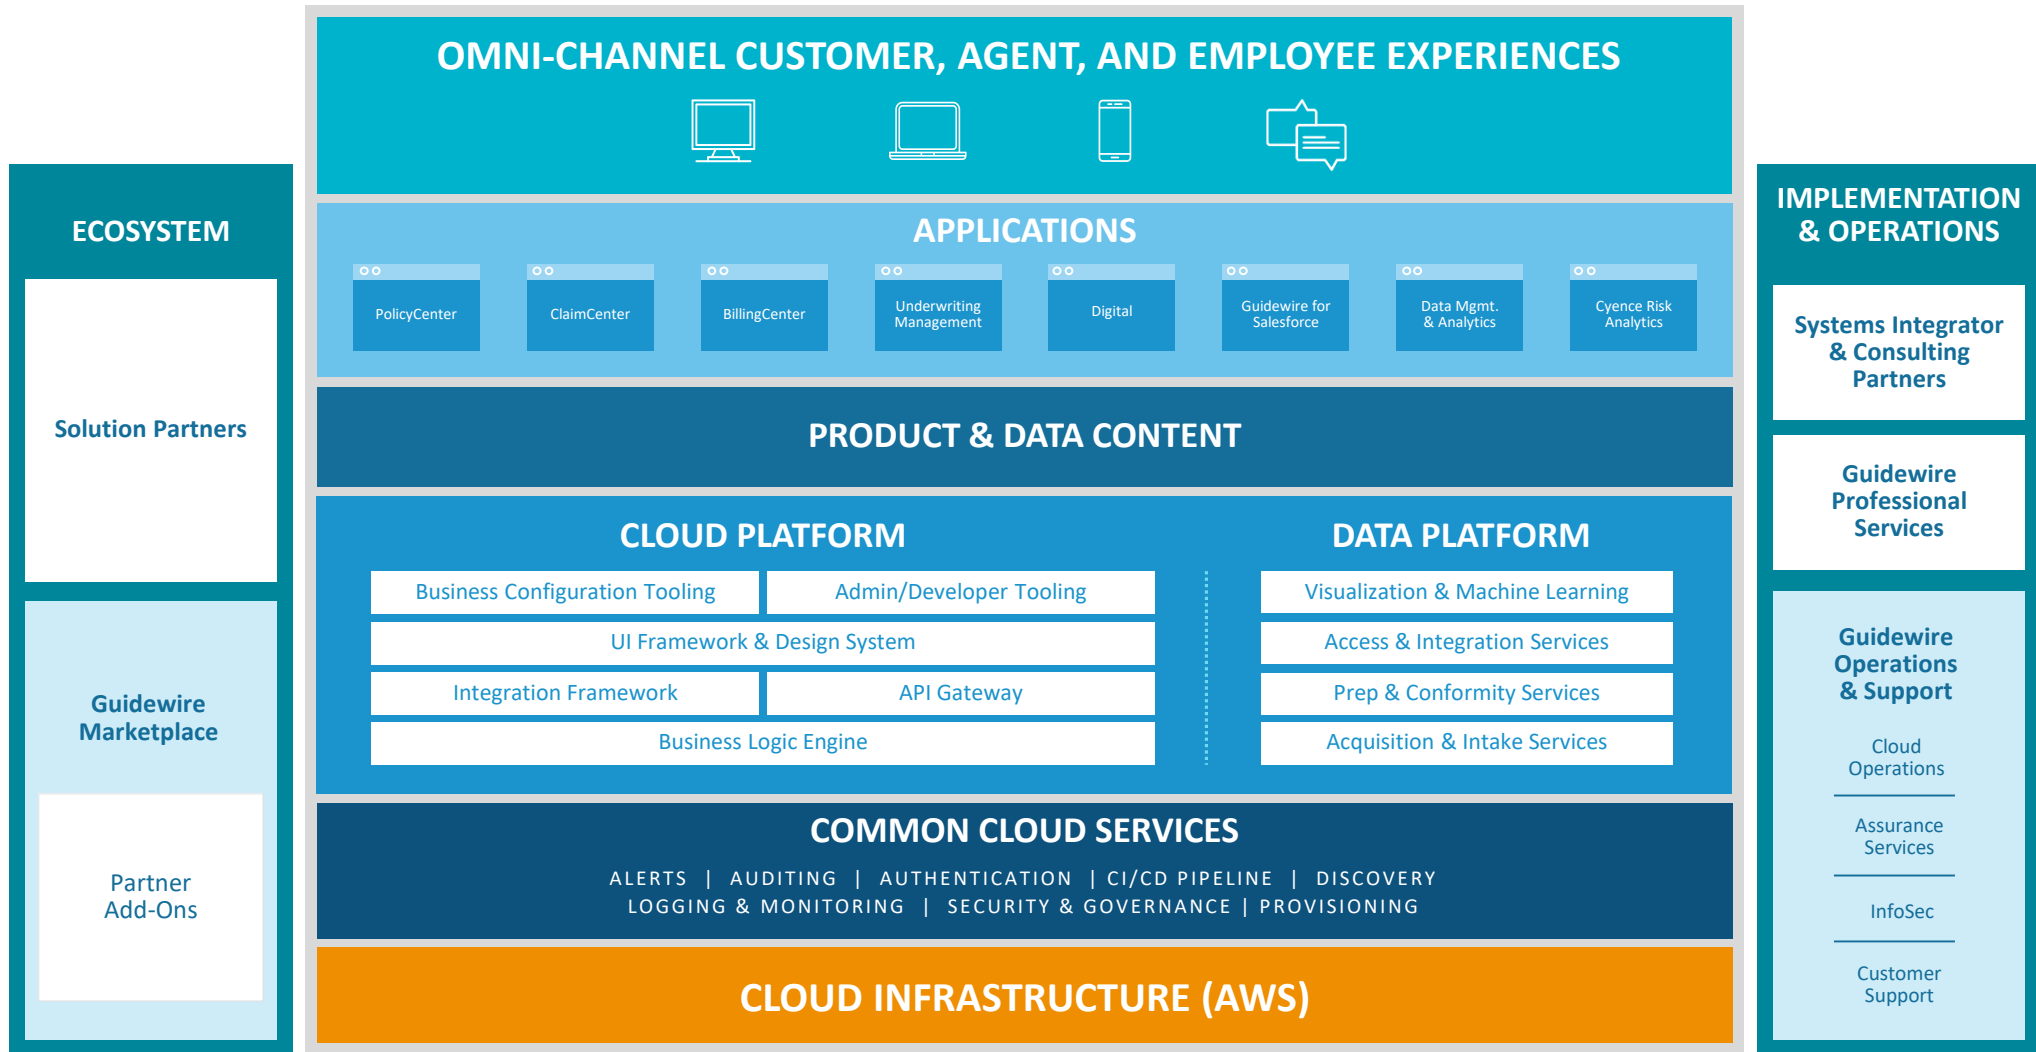 OMNI-CHANNEL CUSTOMER, AGENT, AND EMPLOYEE EXPERIENCES
ECOSYSTEM
Solution Partners
Guidewire
Marketplace
Partner
Add-Ons
APPLICATIONS
PolicyCenter
ClaimCenter
BillingCenter
Underwriting
Management
Digital
Guidewire for
Salesforce
Data Mgmt.
& Analytics
Cyence Risk
Analytics
PRODUCT & DATA CONTENT
CLOUD PLATFORM
Business Configuration Tooling
Admin/Developer Tooling
UI Framework & Design System
Integration Framework
API Gateway
Business Logic Engine
DATA PLATFORM
Visualization & Machine Learning
Access & Integration Services
Prep & Conformity Services
Acquisition & Intake Services
COMMON CLOUD SERVICES
ALERTS | AUDITING | AUTHENTICATION | CI/CD PIPELINE | DISCOVERY
LOGGING & MONITORING | SECURITY & GOVERNANCE | PROVISIONING
CLOUD INFRASTRUCTURE (AWS)
IMPLEMENTATION
& OPERATIONS
Systems Integrator
& Consulting
Partners
Guidewire
Professional
Services
Guidewire
Operations
& Support
Cloud
Operations
Assurance
Services
InfoSec
Customer
Support